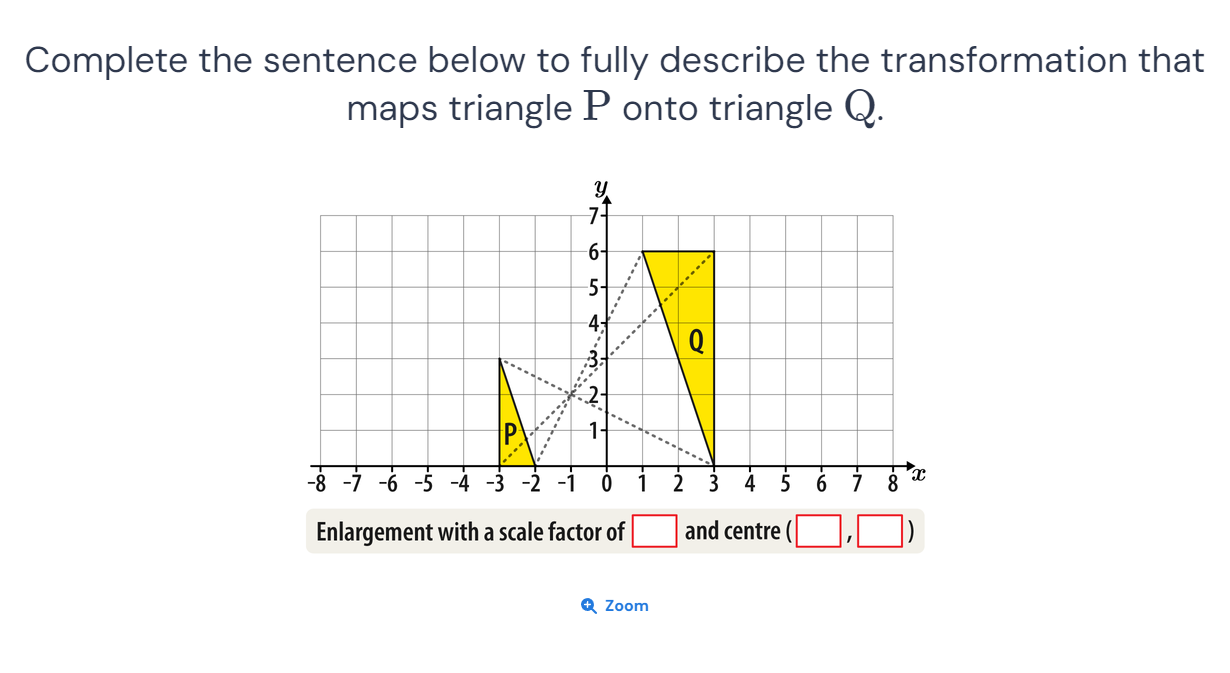 Complete the sentence below to fully describe the transformation that
maps triangle P onto triangle Q.
y
7
6
5
4
3
2
1
Q
P
-8 -7 -6 -5 -4 -3 -2 -1 0 1 2 3 4 5 6 7 8 x
Enlargement with a scale factor of and centre ( , )
Zoom